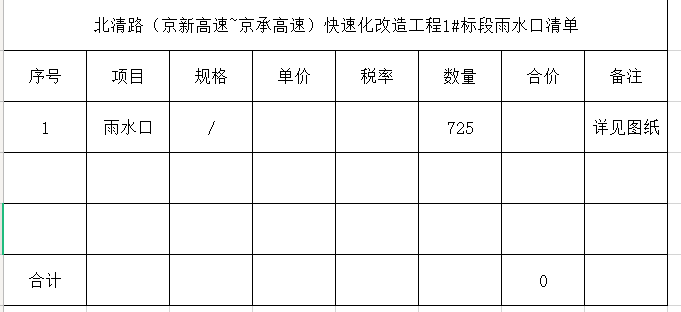 北清路（京新高速~京承高速）快速化改造工程1#标段雨水口清单
序号 项目 规格 单价 税率 数量 合价 备注
1 雨水口 / 725 详见图纸
合计 0